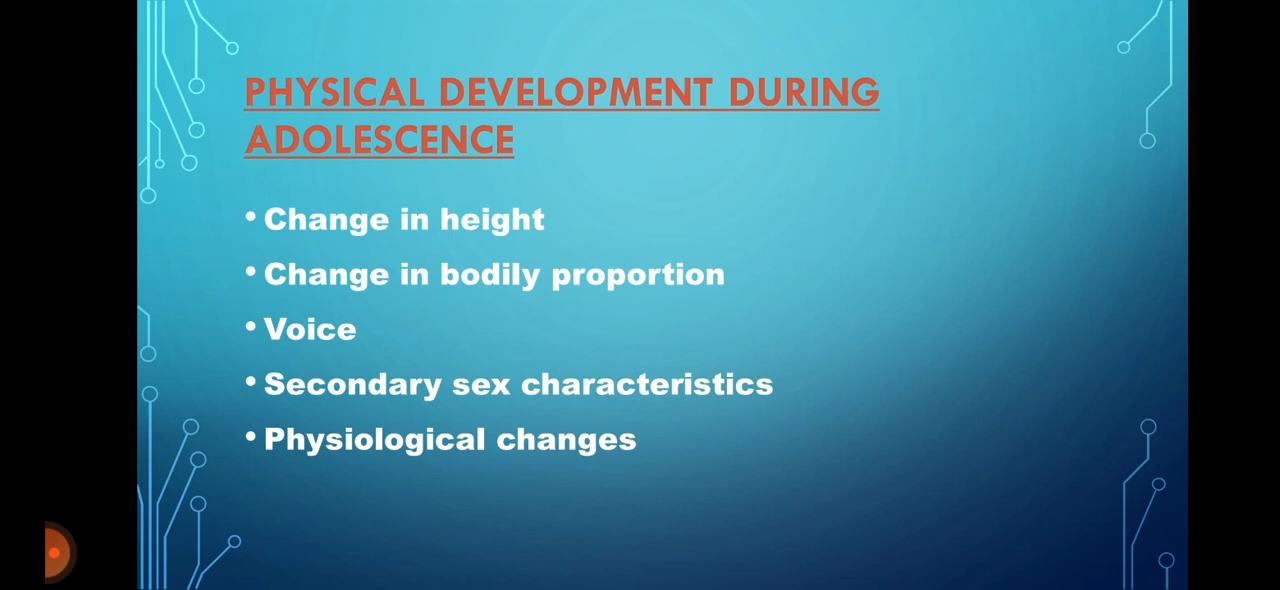 PHYSICAL DEVELOPMENT DURING
ADOLESCENCE
• Change in height
• Change in bodily proportion
• Voice
• Secondary sex characteristics
• Physiological changes